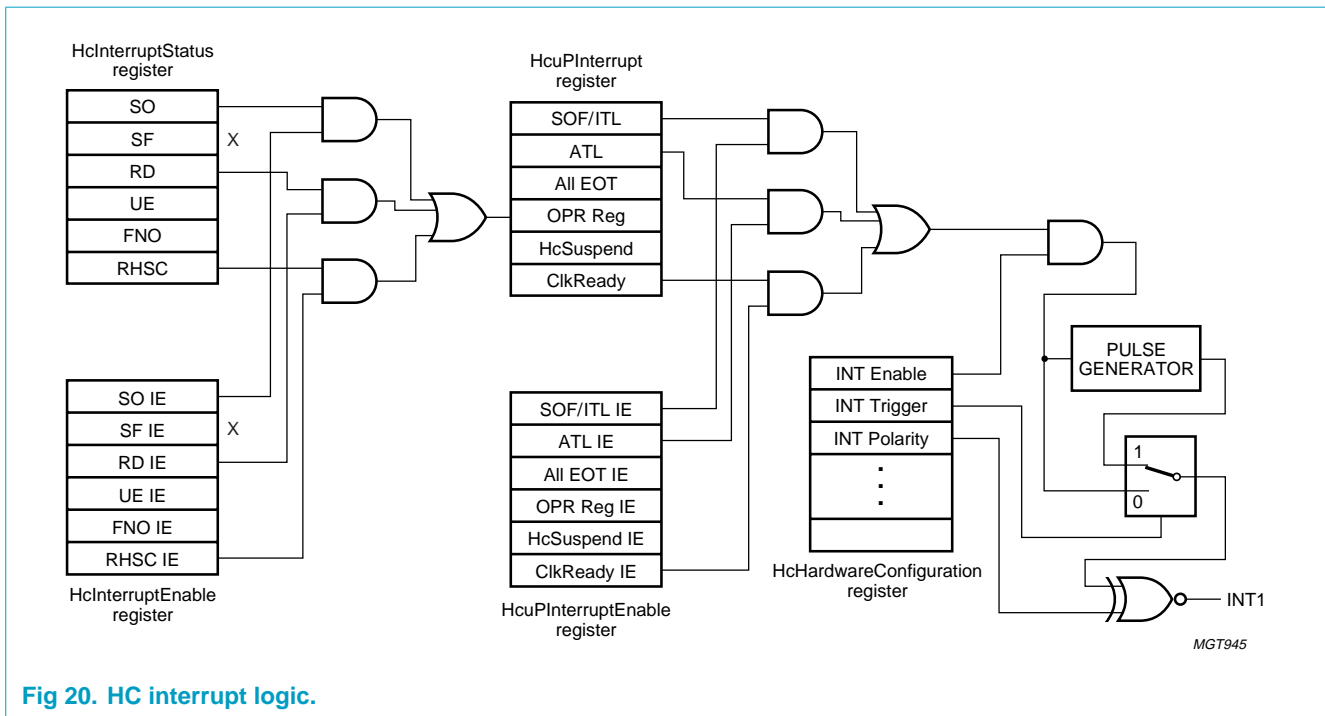 HcInterruptStatus
register
SO
SF
X
RD
UE
FNO
RHSC
SO IE
SF IE
X
RD IE
UE IE
FNO IE
RHSC IE
HcInterruptEnable
register
HcuPInterrupt
register
SOF/ITL
ATL
All EOT
OPR Reg
HcSuspend
ClkReady
SOF/ITL IE
ATL IE
All EOT IE
OPR Reg IE
HcSuspend IE
ClkReady IE
HcuPInterruptEnable
register
INT Enable
INT Trigger
INT Polarity
HcHardwareConfiguration
register
PULSE
GENERATOR
1
0
INT1
MGT945
Fig 20. HC interrupt logic.